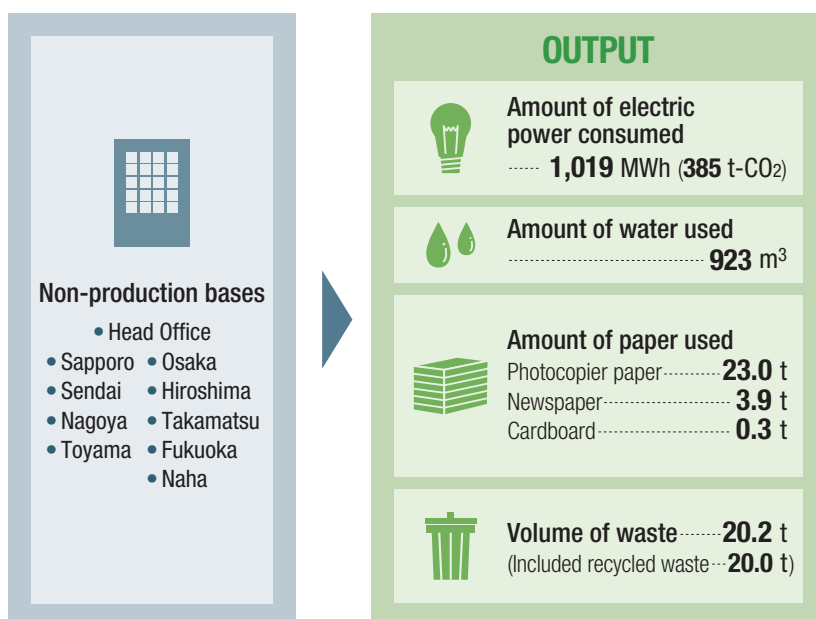 Non-production bases
• Head Office
• Sapporo • Osaka
• Sendai • Hiroshima
• Nagoya • Takamatsu
• Toyama • Fukuoka
• Naha
OUTPUT
Amount of electric
power consumed
1,019 MWh (385 t-CO2)
Amount of water used
923 m³
Amount of paper used
Photocopier paper 23.0 t
Newspaper 3.9 t
Cardboard 0.3 t
Volume of waste 20.2 t
(Included recycled waste 20.0 t)